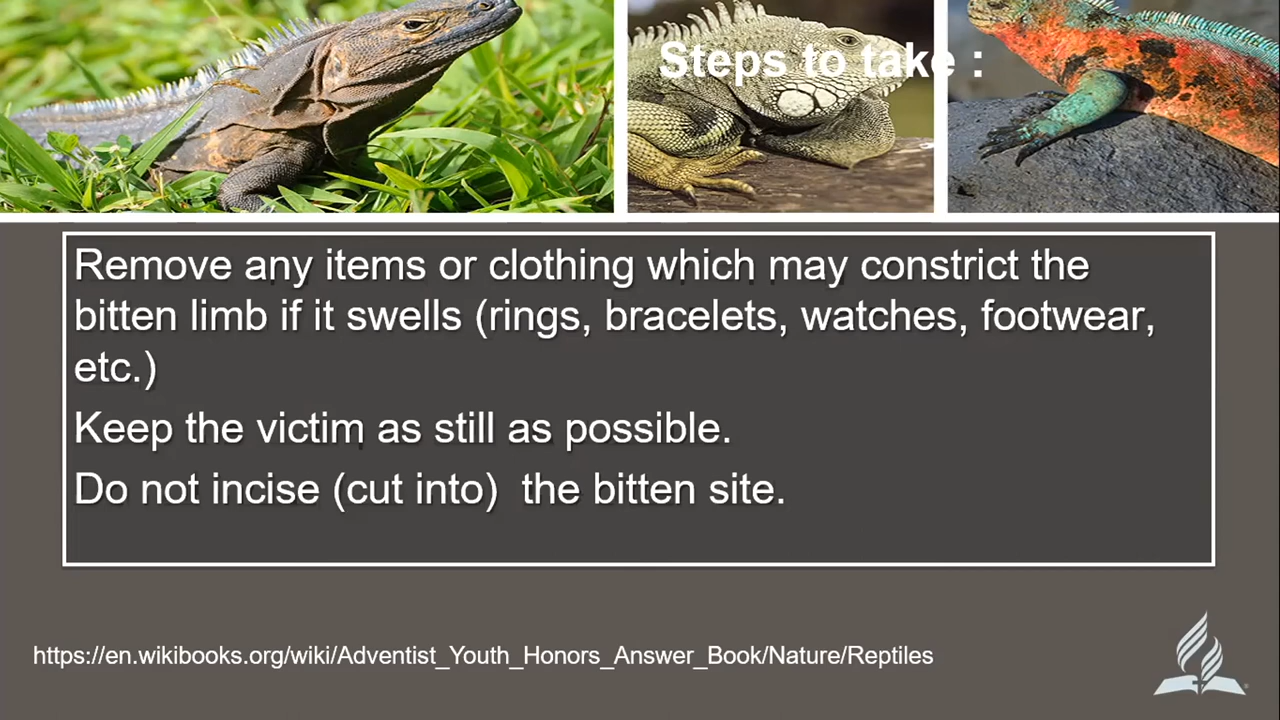 Steps to take :
Remove any items or clothing which may constrict the
bitten limb if it swells (rings, bracelets, watches, footwear,
etc.)
Keep the victim as still as possible.
Do not incise (cut into)  the bitten site.
https://en.wikibooks.org/wiki/Adventist_Youth_Honors_Answer_Book/Nature/Reptiles